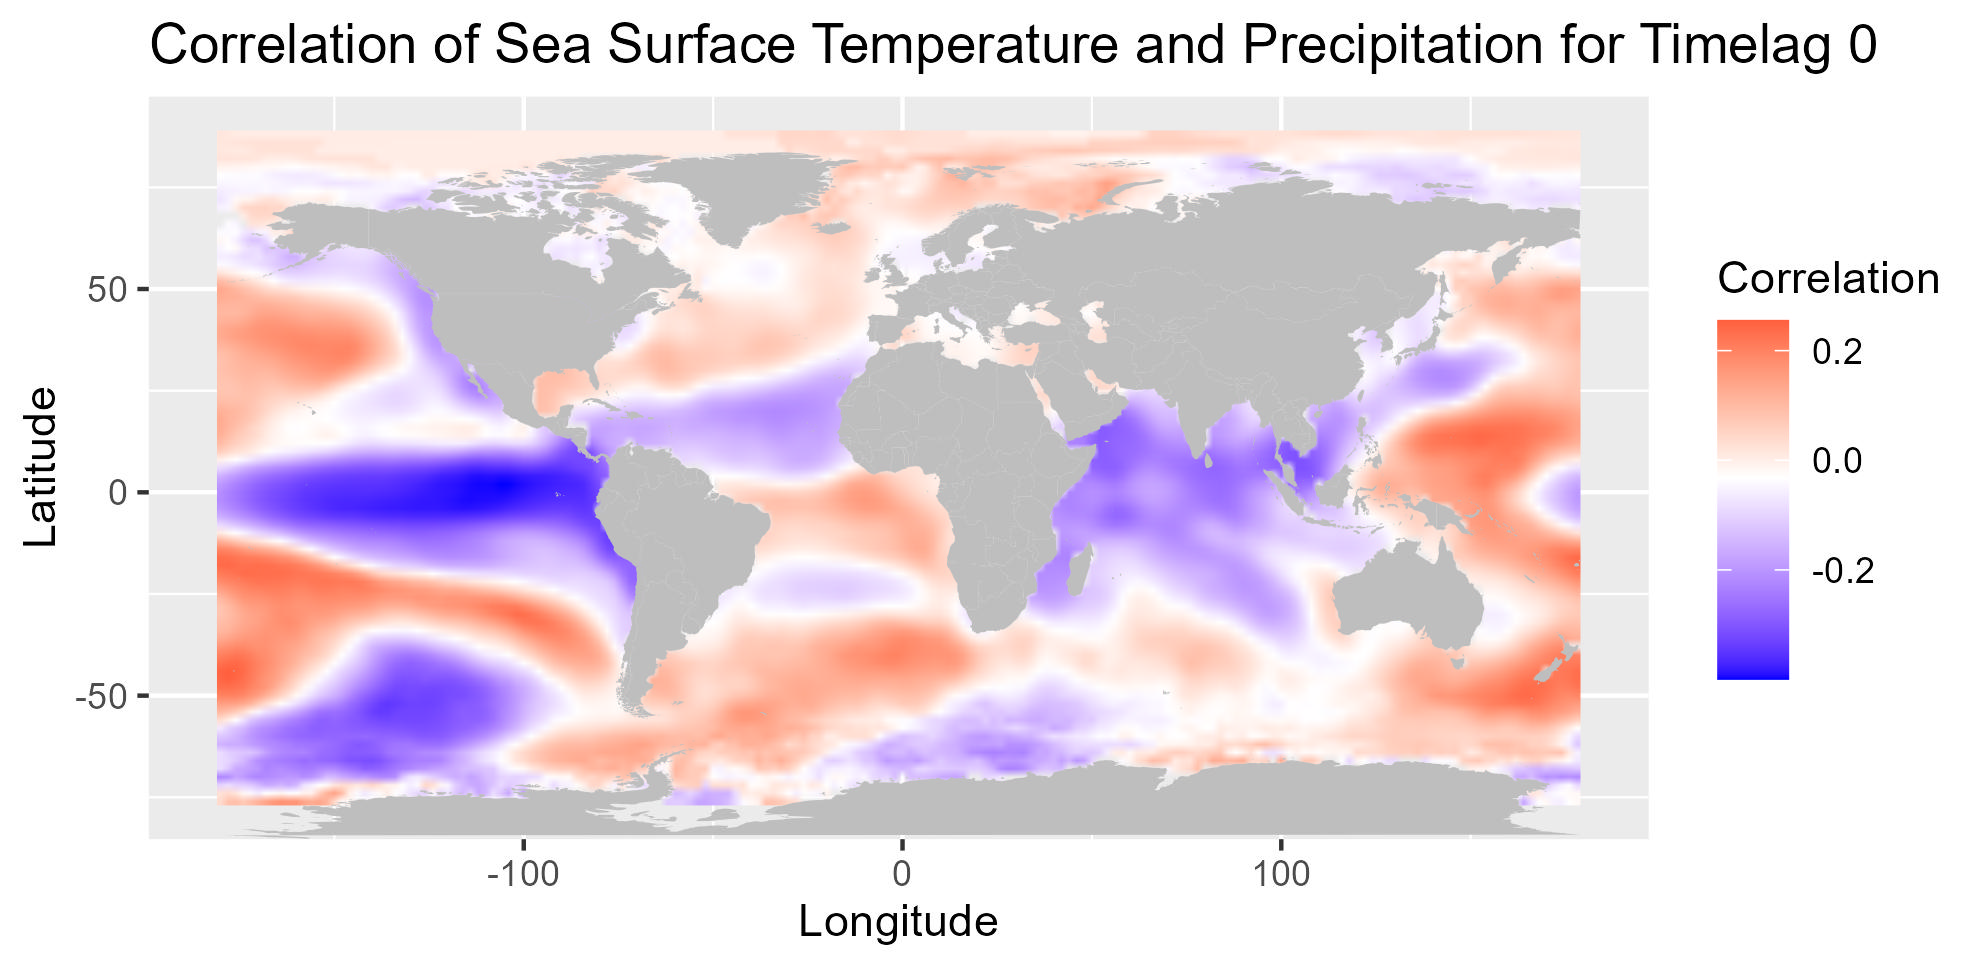 Correlation of Sea Surface Temperature and Precipitation for Timelag 0
Latitude
50
0
-50
-100
0
100
Longitude
Correlation
0.2
0.0
-0.2